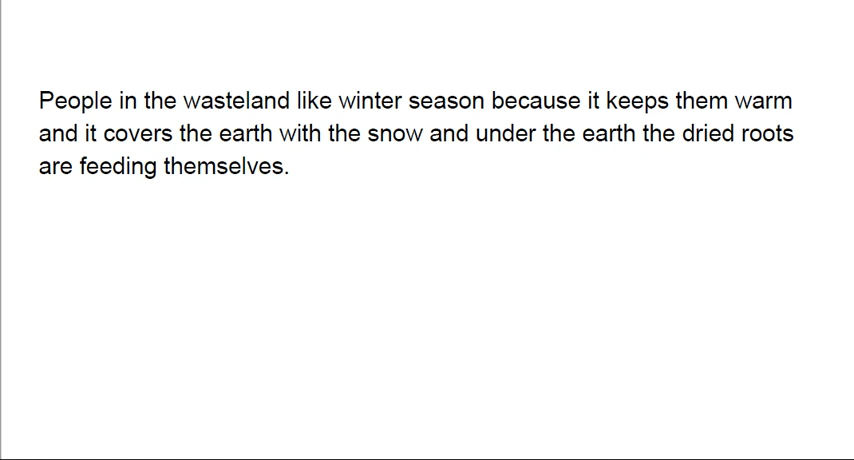 People in the wasteland like winter season because it keeps them warm
and it covers the earth with the snow and under the earth the dried roots
are feeding themselves.